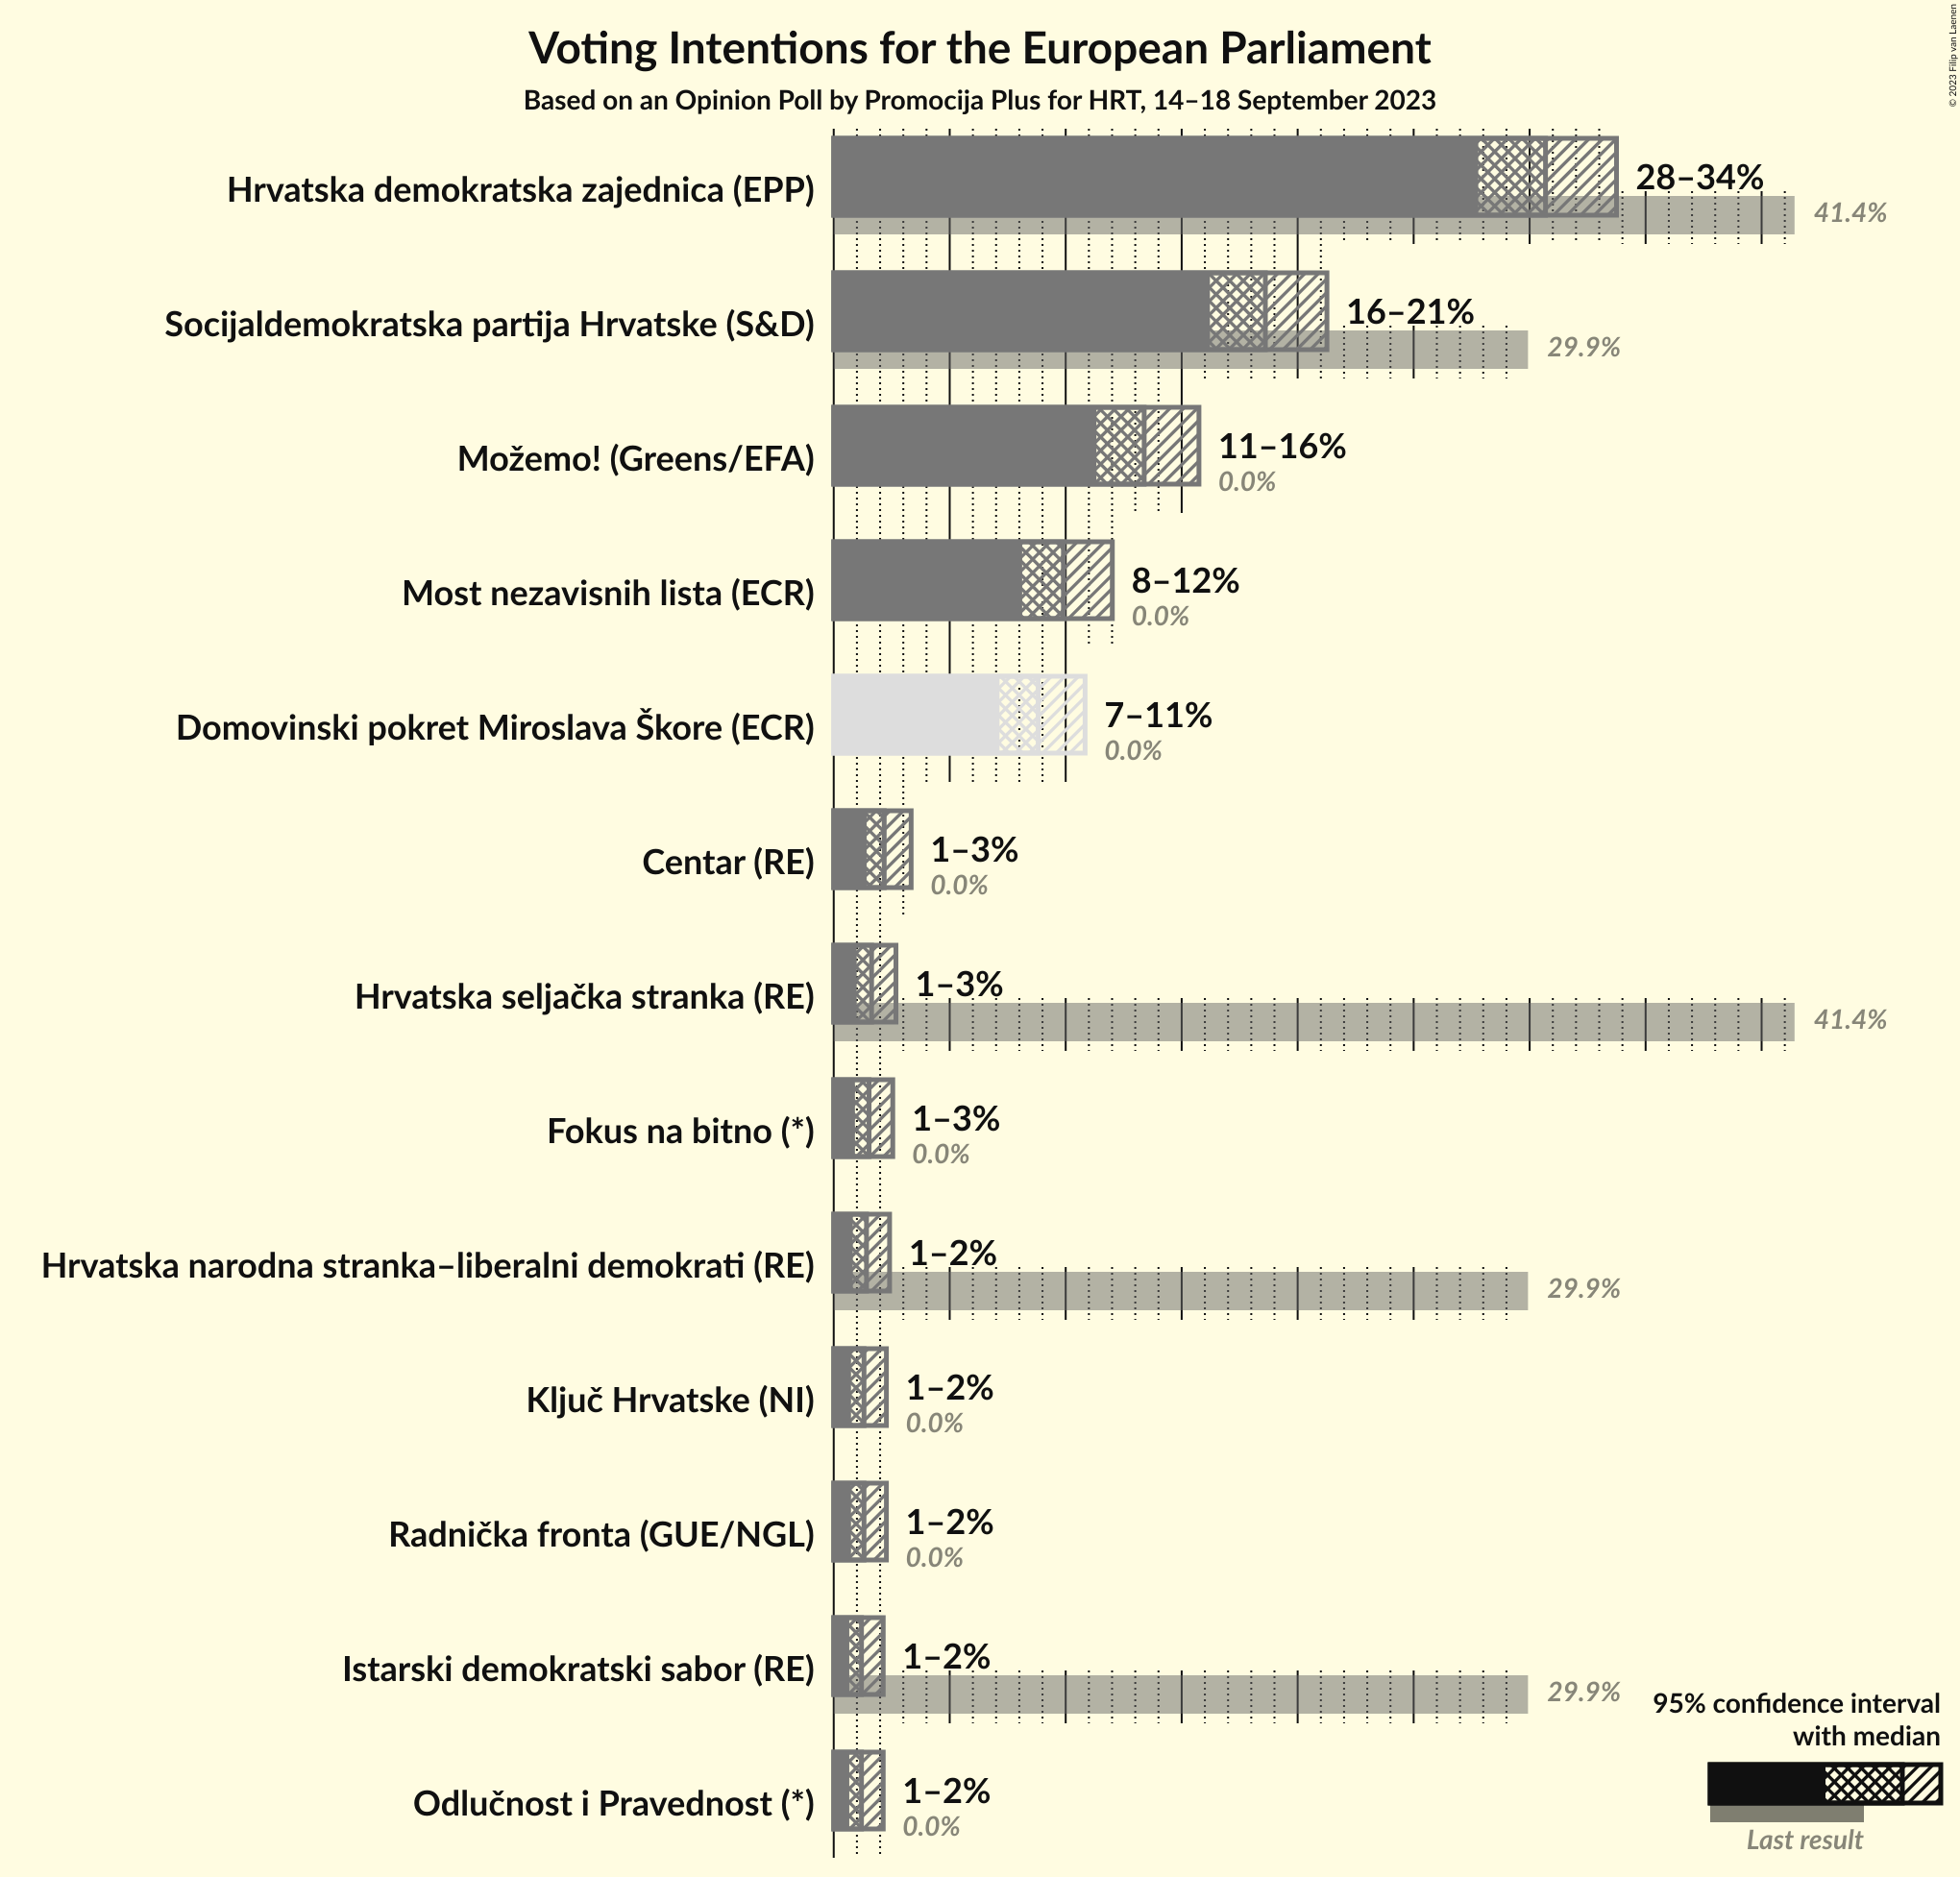 Voting Intentions for the European Parliament
Based on an Opinion Poll by Promocija Plus for HRT, 14–18 September 2023
© 2023 Filip van Laenen
Hrvatska demokratska zajednica (EPP)
28–34%
41.4%
Socijaldemokratska partija Hrvatske (S&D)
16–21%
29.9%
Možemo! (Greens/EFA)
11–16%
0.0%
Most nezavisnih lista (ECR)
8–12%
0.0%
Domovinski pokret Miroslava Škore (ECR)
7–11%
0.0%
Centar (RE)
1–3%
0.0%
Hrvatska seljačka stranka (RE)
1–3%
41.4%
Fokus na bitno (*)
1–3%
0.0%
Hrvatska narodna stranka–liberalni demokrati (RE)
1–2%
29.9%
Ključ Hrvatske (NI)
1–2%
0.0%
Radnička fronta (GUE/NGL)
1–2%
0.0%
Istarski demokratski sabor (RE)
1–2%
29.9%
Odlučnost i Pravednost (*)
1–2%
0.0%
95% confidence interval
with median
Last result